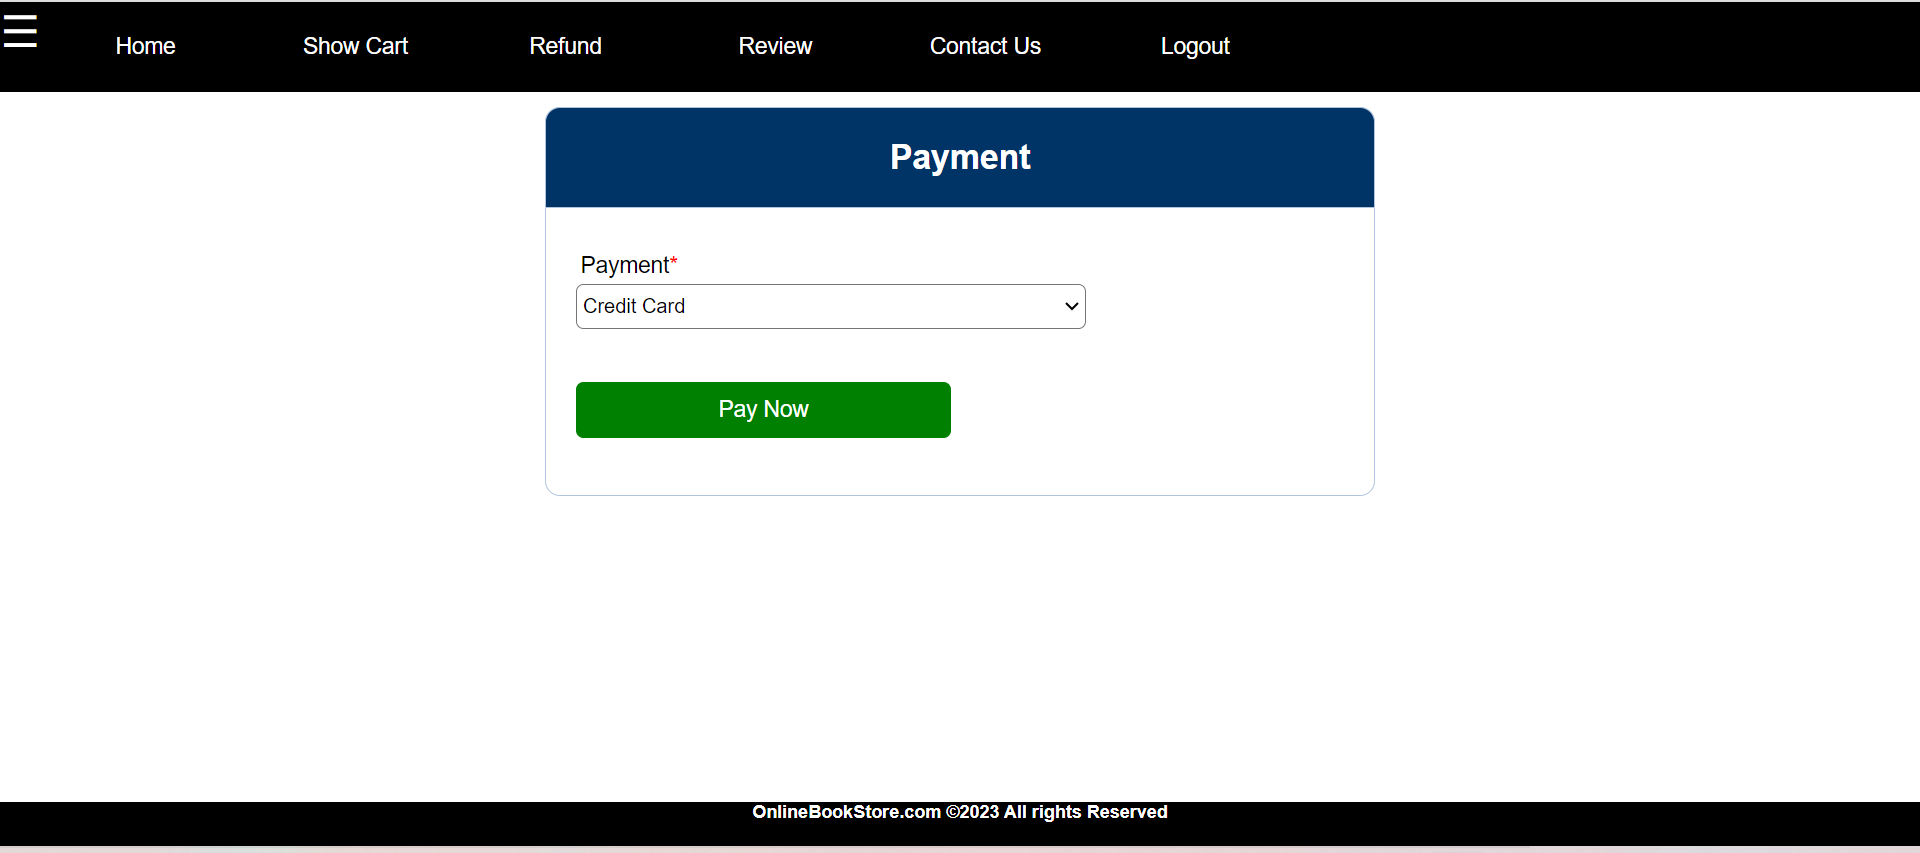 Home Show Cart Refund Review Contact Us Logout
Payment
Payment*
Credit Card
Pay Now
OnlineBookStore.com ©2023 All rights Reserved